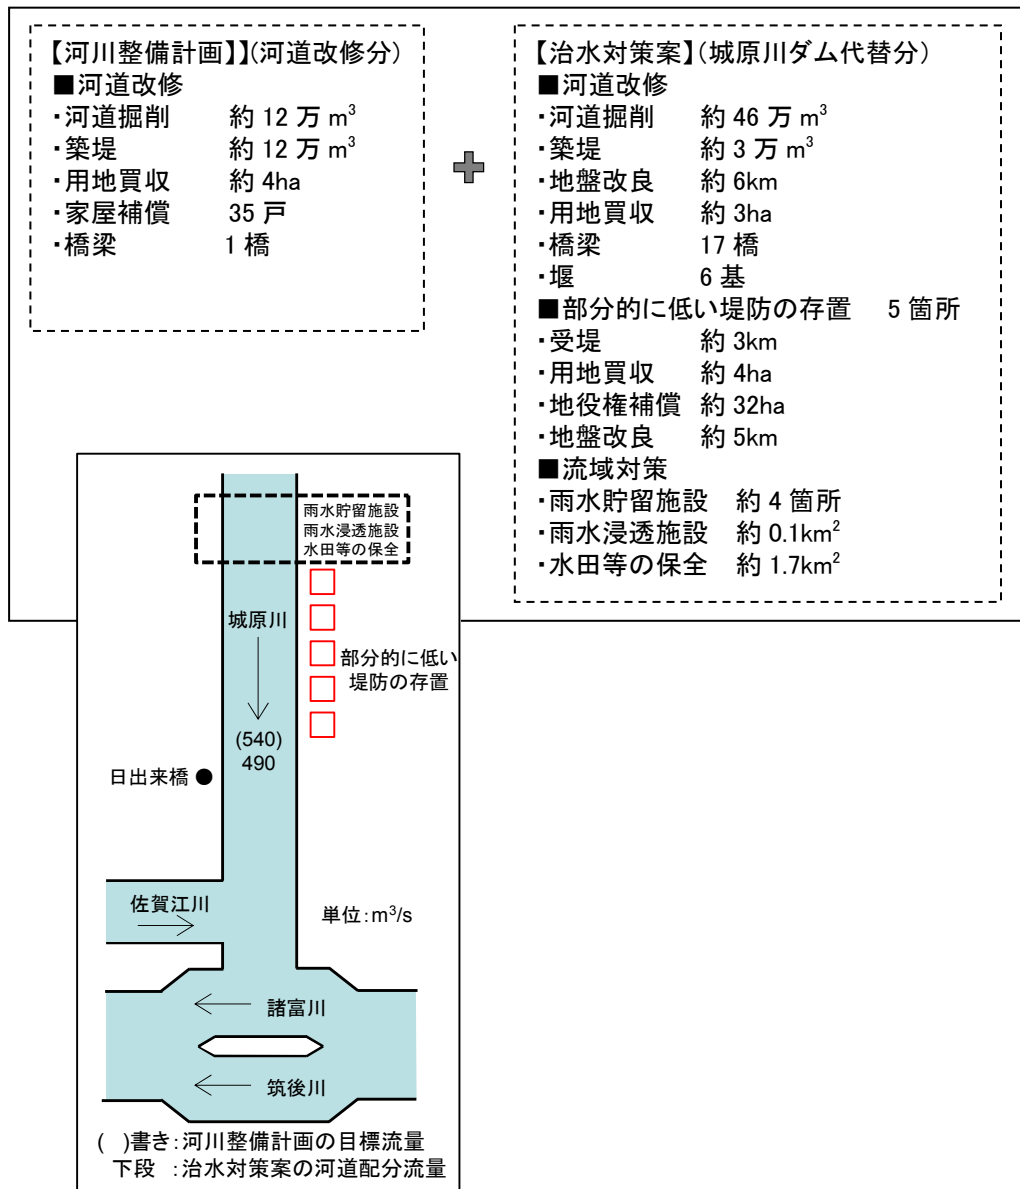 【河川整備計画】】(河道改修分)
■河道改修
・河道掘削 約 12 万 m³
・築堤 約 12 万 m³
・用地買収 約 4ha
・家屋補償 35 戸
・橋梁 1 橋
【治水対策案】(城原川ダム代替分)
■河道改修
・河道掘削 約 46 万 m³
・築堤 約 3 万 m³
・地盤改良 約 6km
・用地買収 約 3ha
・橋梁 17 橋
・堰 6 基
■部分的に低い堤防の存置 5 箇所
・受堤 約 3km
・用地買収 約 4ha
・地役権補償 約 32ha
・地盤改良 約 5km
■流域対策
・雨水貯留施設 約 4 箇所
・雨水浸透施設 約 0.1km²
・水田等の保全 約 1.7km²
雨水貯留施設
雨水浸透施設
水田等の保全
城原川
部分的に低い
堤防の存置
(540)
490
日出来橋
佐賀江川
単位:m³/s
諸富川
筑後川
( )書き:河川整備計画の目標流量
下段 :治水対策案の河道配分流量